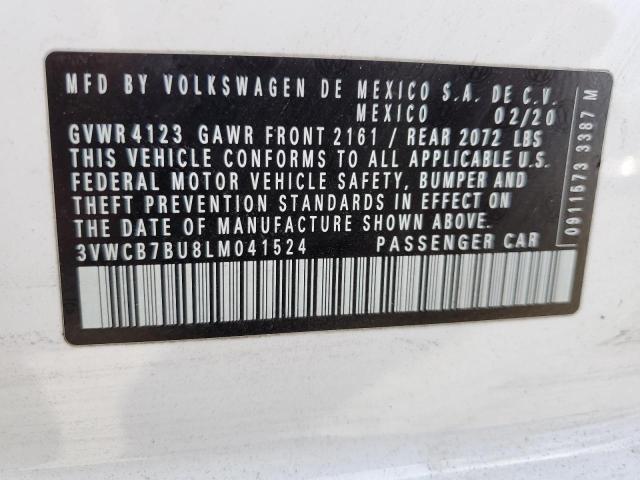 MFD BY VOLKSWAGEN DE MEXICO S.A. DE C.V.
MEXICO 02/20
GVWR 4123 GAWR FRONT 2161 / REAR 2072 LBS
THIS VEHICLE CONFORMS TO ALL APPLICABLE U.S.
FEDERAL MOTOR VEHICLE SAFETY, BUMPER AND
THEFT PREVENTION STANDARDS IN EFFECT ON
THE DATE OF MANUFACTURE SHOWN ABOVE.
3VWCB7BU8LM041524 PASSENGER CAR
0911573 3387 M